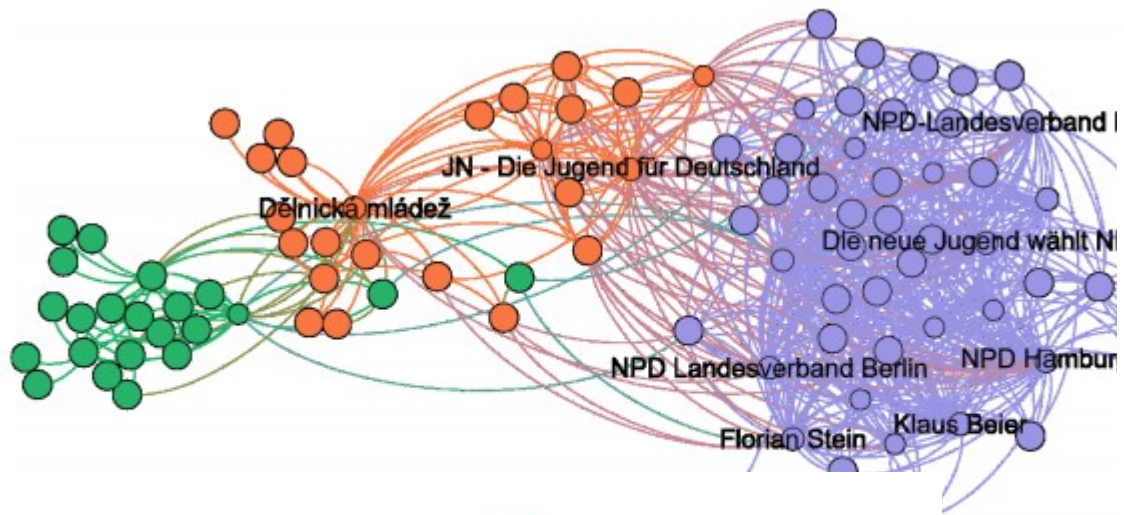 NPD-Landesverband
JN - Die Jugend für Deutschland
Dělnická mládež
Die neue Jugend wählt
NPD Landesverband Berlin
NPD Hambur
Florian Stein
Klaus Beier